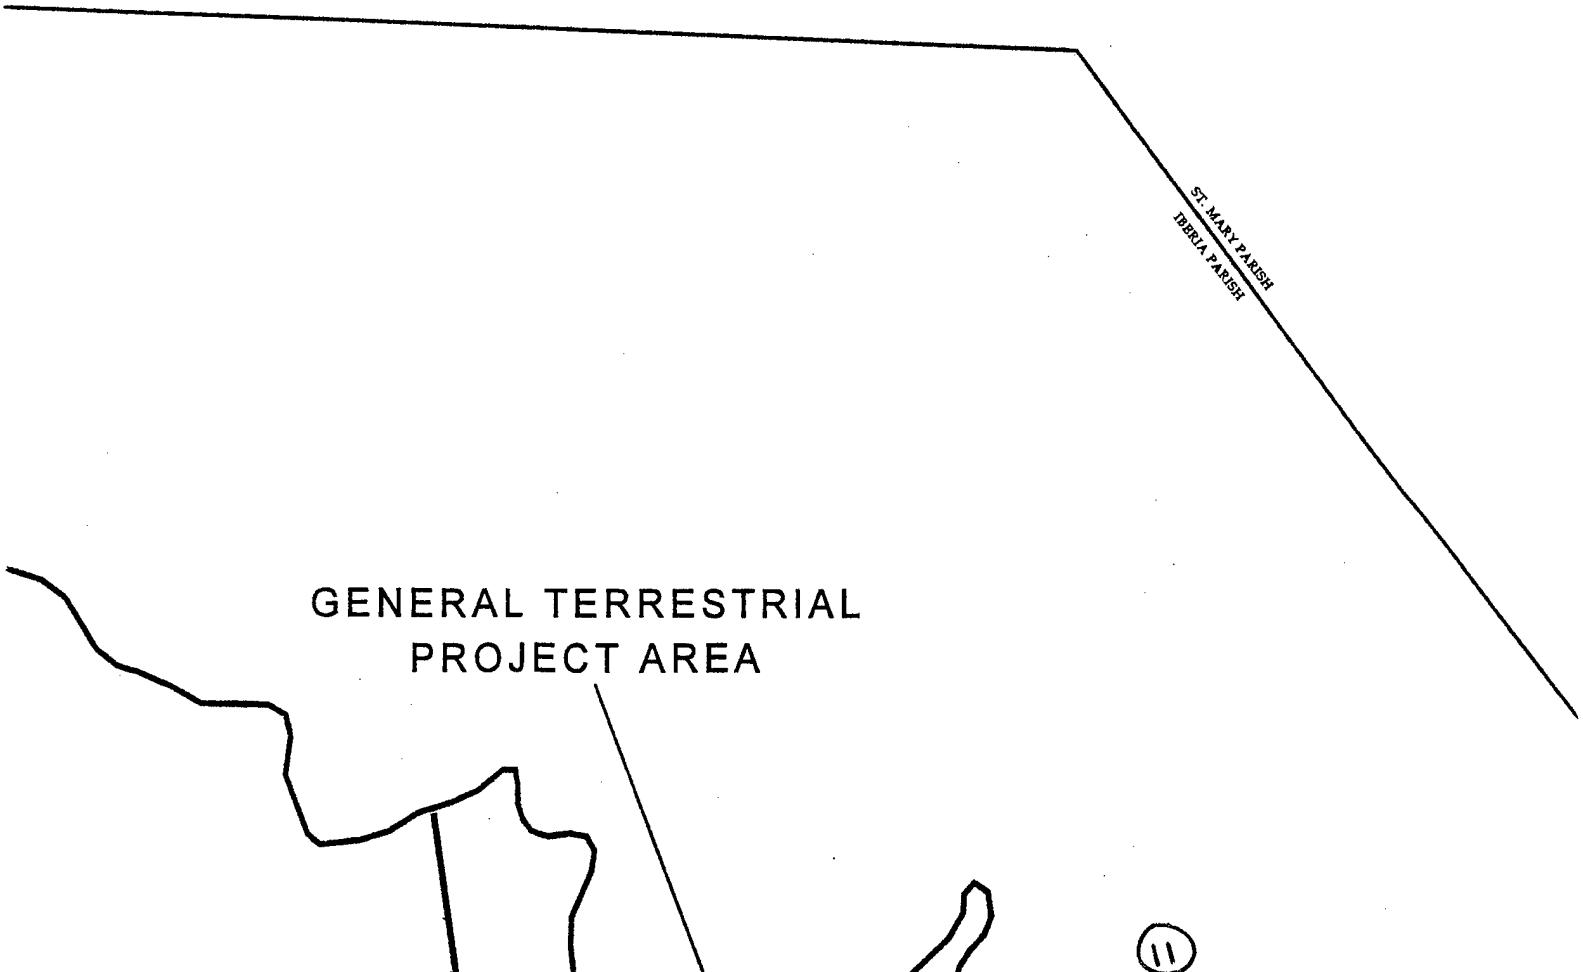 ST. MARY PARISH
IBERIA PARISH
GENERAL TERRESTRIAL
PROJECT AREA
11